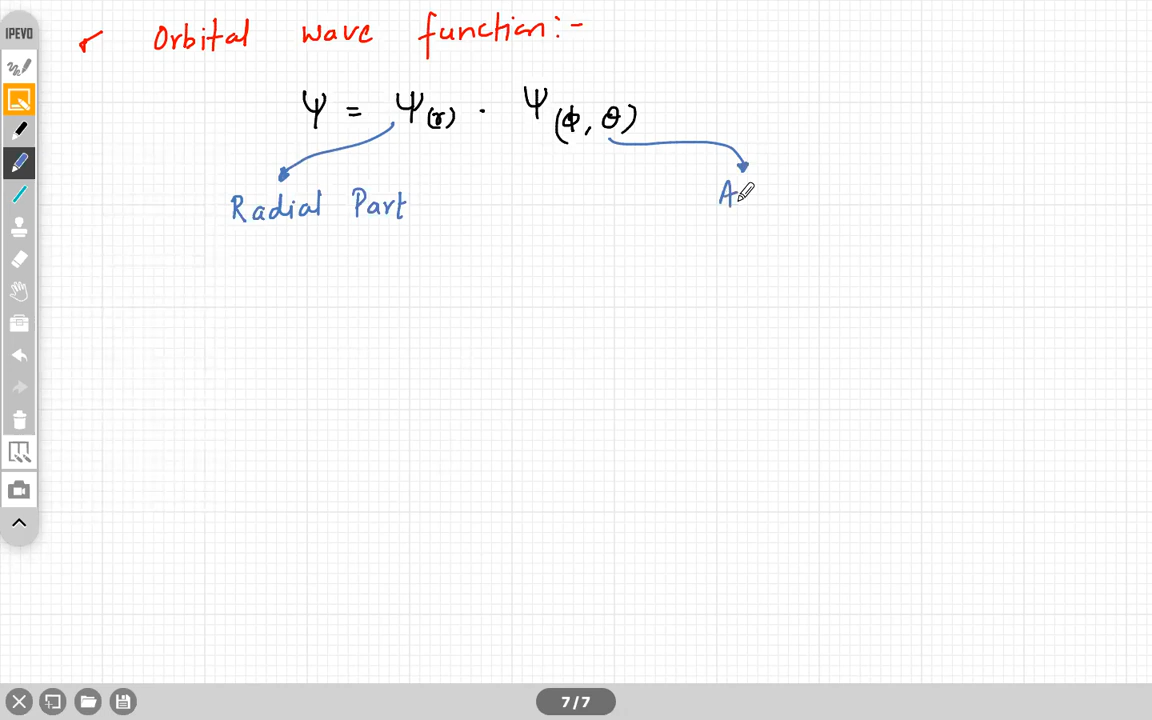 IPEVO
✓ Orbital wave function:-
Ψ = Ψ(r) · Ψ(ϕ, θ)
Radial Part
A
7/7